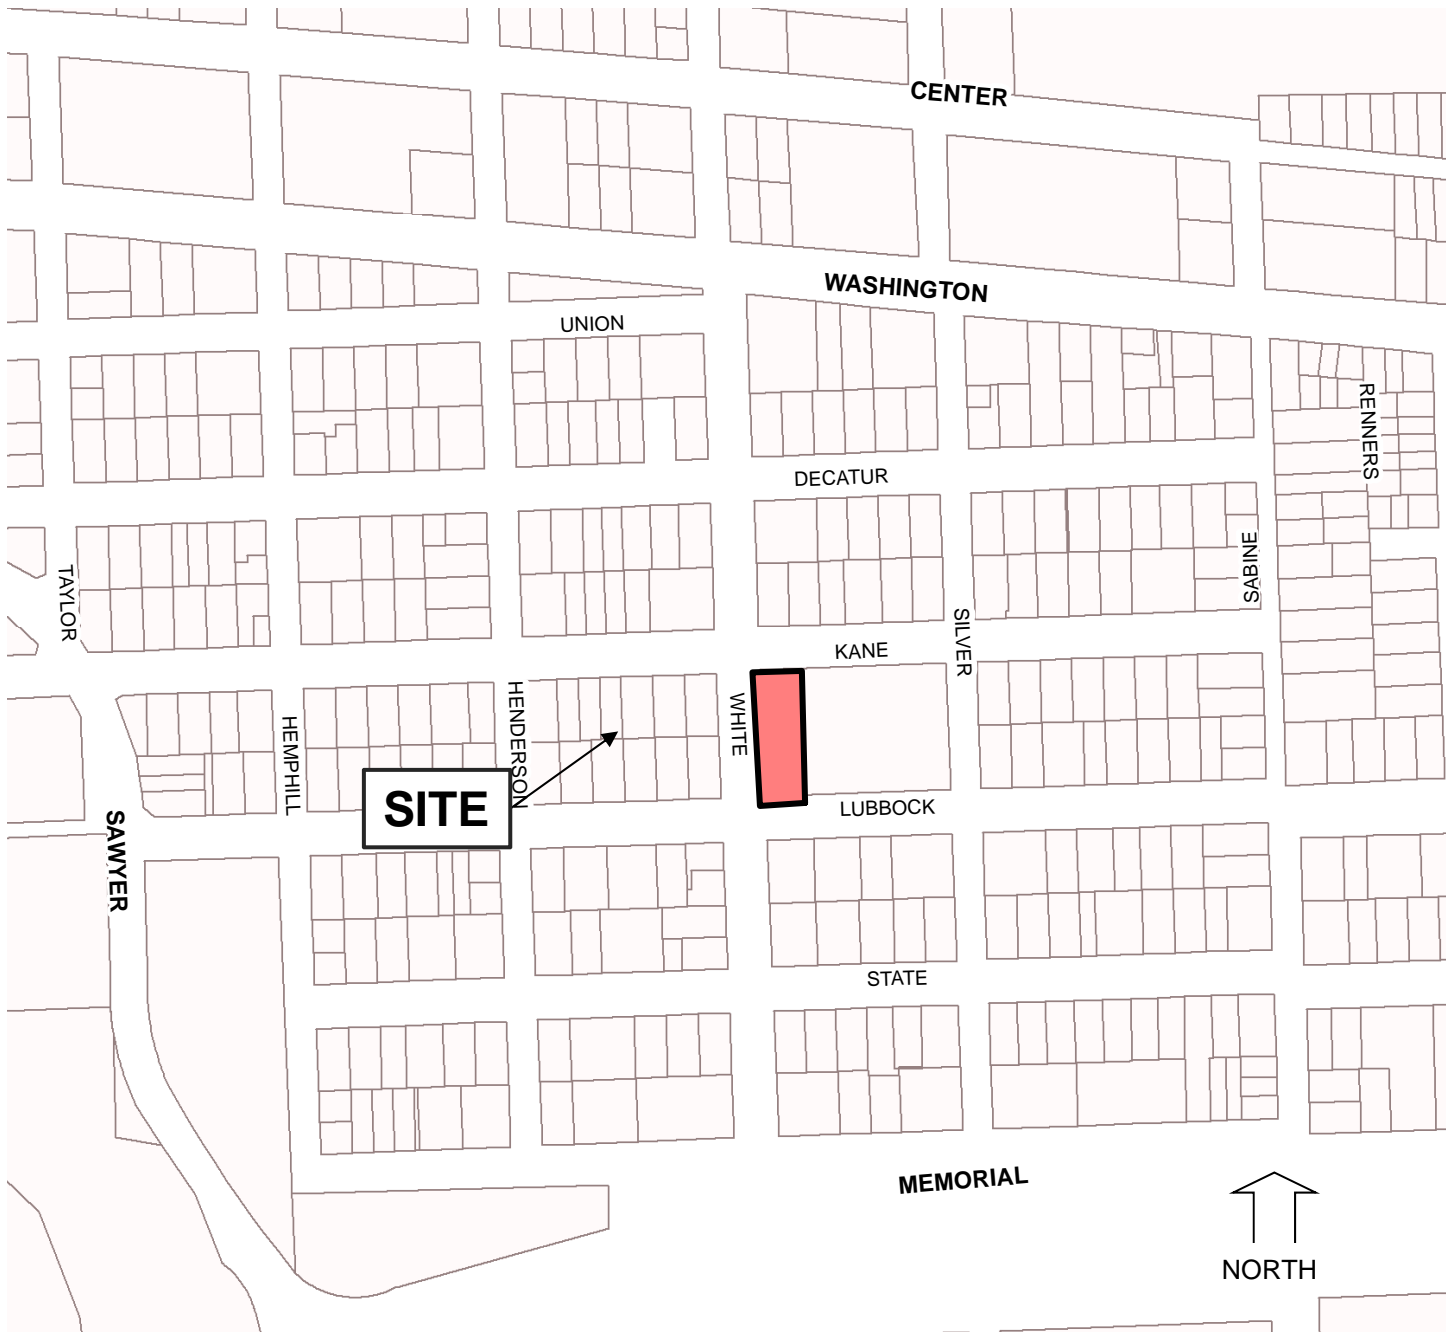 CENTER
WASHINGTON
UNION
RENNERS
DECATUR
SABINE
TAYLOR
SILVER
KANE
HENDERSON
WHITE
HEMPHILL
SITE
LUBBOCK
SAWYER
STATE
MEMORIAL
NORTH